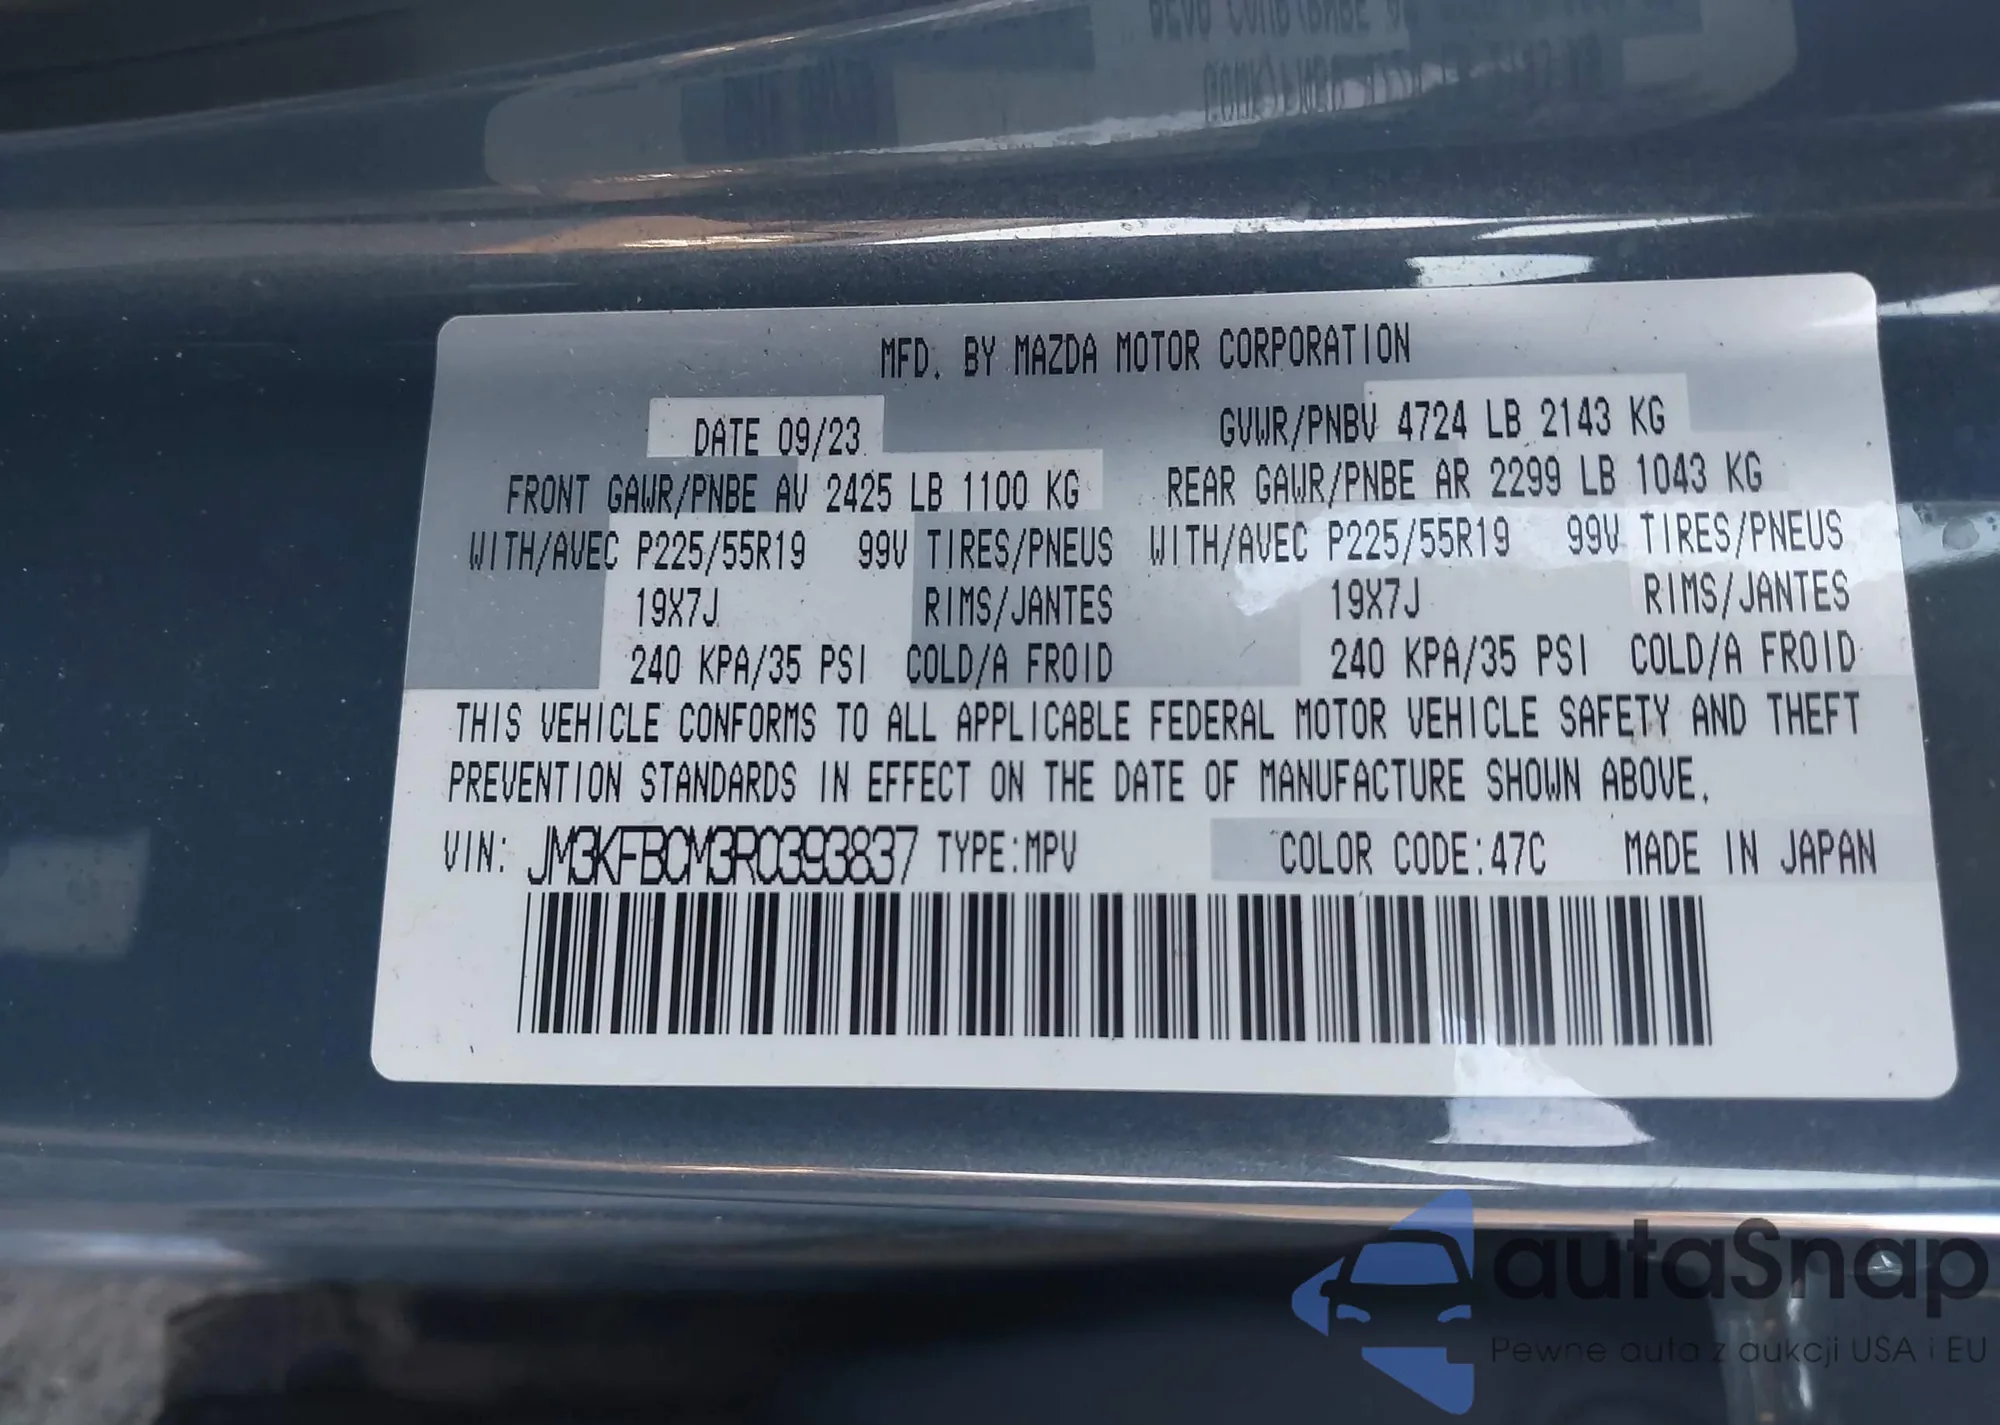 MFD. BY MAZDA MOTOR CORPORATION
DATE 09/23 GVWR/PNBV 4724 LB 2143 KG
FRONT GAWR/PNBE AV 2425 LB 1100 KG REAR GAWR/PNBE AR 2299 LB 1043 KG
WITH/AVEC P225/55R19 99V TIRES/PNEUS WITH/AVEC P225/55R19 99V TIRES/PNEUS
19X7J RIMS/JANTES 19X7J RIMS/JANTES
240 KPA/35 PSI COLD/A FROID 240 KPA/35 PSI COLD/A FROID
THIS VEHICLE CONFORMS TO ALL APPLICABLE FEDERAL MOTOR VEHICLE SAFETY AND THEFT
PREVENTION STANDARDS IN EFFECT ON THE DATE OF MANUFACTURE SHOWN ABOVE.
VIN: JM3KFBCM3R0393837 TYPE:MPV COLOR CODE:47C MADE IN JAPAN
autaSnap
Pewne auta z aukcji USA i EU